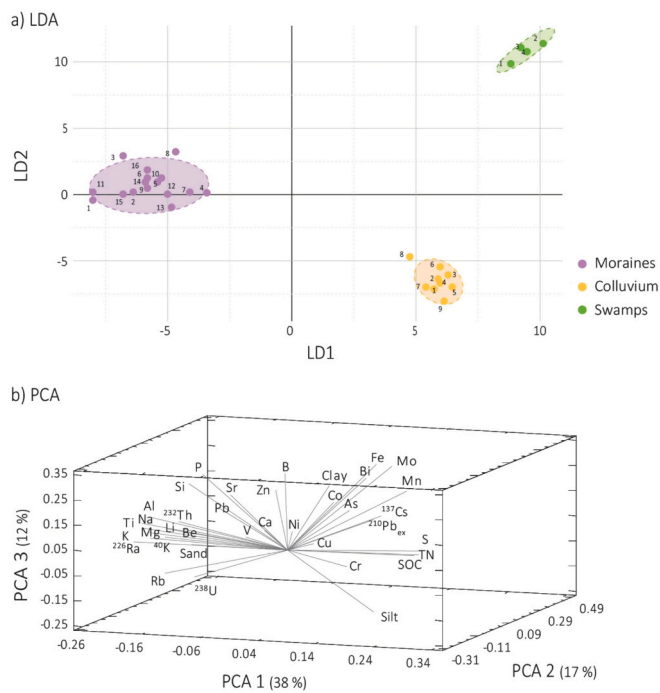 a) LDA
10
5
0
-5
LD2
-5
0
5
10
LD1
1
2
3
4
5
6
7
8
9
10
11
12
13
14
15
16
1
2
3
4
5
6
7
8
9
1
2
3
4
Moraines
Colluvium
Swamps
b) PCA
0.35
0.25
0.15
0.05
-0.05
-0.15
-0.25
PCA 3 (12 %)
P
B
Fe
Mo
Si
Sr
Zn
Clay
Bi
Mn
Al
²³²Th
Pb
Co
As
¹³⁷Cs
Na
Ti
Li
Ca
Ni
²¹⁰Pbₑₓ
K
Mg
Be
V
Cu
S
²²⁶Ra
⁴⁰K
Sand
TN
SOC
Cr
Rb
²³⁸U
Silt
-0.26
-0.16
-0.06
0.04
0.14
0.24
0.34
PCA 1 (38 %)
-0.31
-0.11
0.09
0.29
0.49
PCA 2 (17 %)